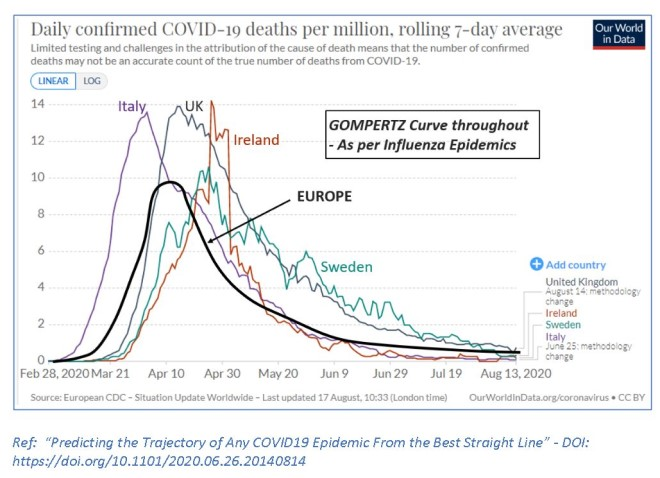 Daily confirmed COVID-19 deaths per million, rolling 7-day average
Our World
in Data
Limited testing and challenges in the attribution of the cause of death means that the number of confirmed
deaths may not be an accurate count of the true number of deaths from COVID-19.
LINEAR LOG
14
12
10
8
6
4
2
0
Italy
UK
Ireland
GOMPERTZ Curve throughout
- As per Influenza Epidemics
EUROPE
Sweden
Add country
United Kingdom
August 14: methodology
change
Ireland
Sweden
Italy
June 25: methodology
change
Feb 28, 2020 Mar 21 Apr 10 Apr 30 May 20 Jun 9 Jun 29 Jul 19 Aug 13, 2020
Source: European CDC – Situation Update Worldwide – Last updated 17 August, 10:33 (London time)
OurWorldInData.org/coronavirus • CC BY
Ref: “Predicting the Trajectory of Any COVID19 Epidemic From the Best Straight Line” - DOI:
https://doi.org/10.1101/2020.06.26.20140814